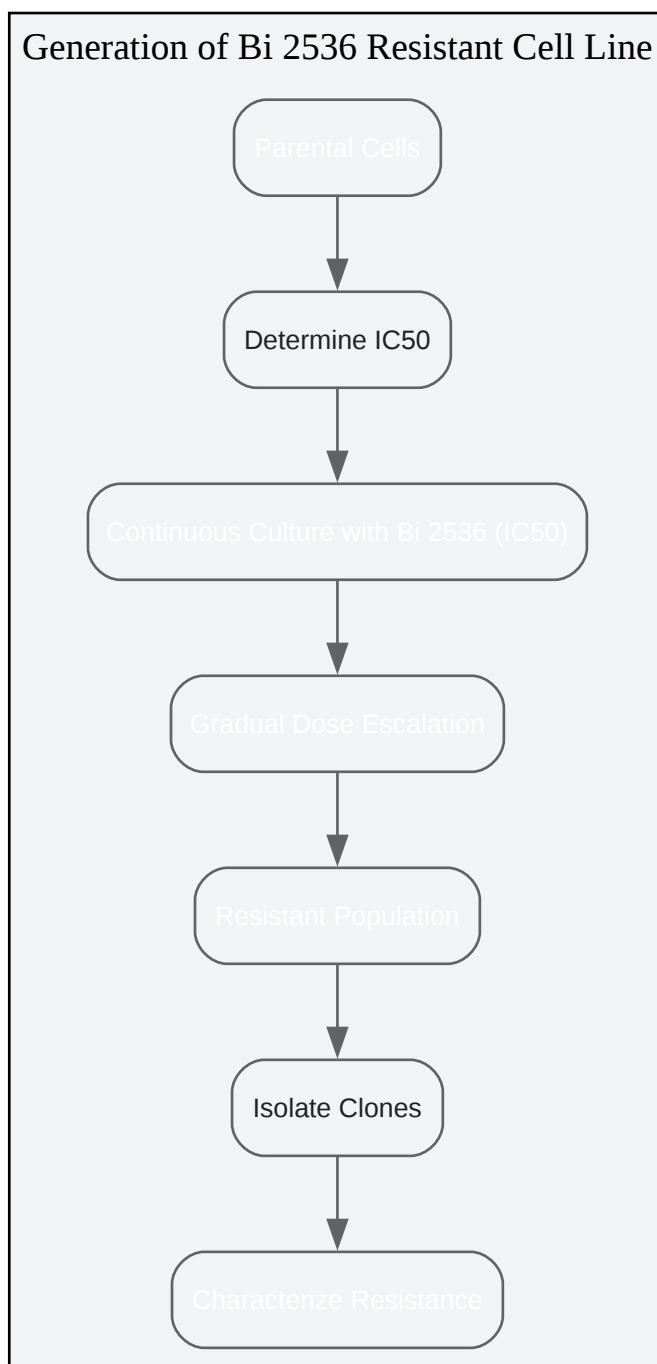 Generation of Bi 2536 Resistant Cell Line
Parental Cells
Determine IC50
Continuous Culture with Bi 2536 (IC50)
Gradual Dose Escalation
Resistant Population
Isolate Clones
Characterize Resistance